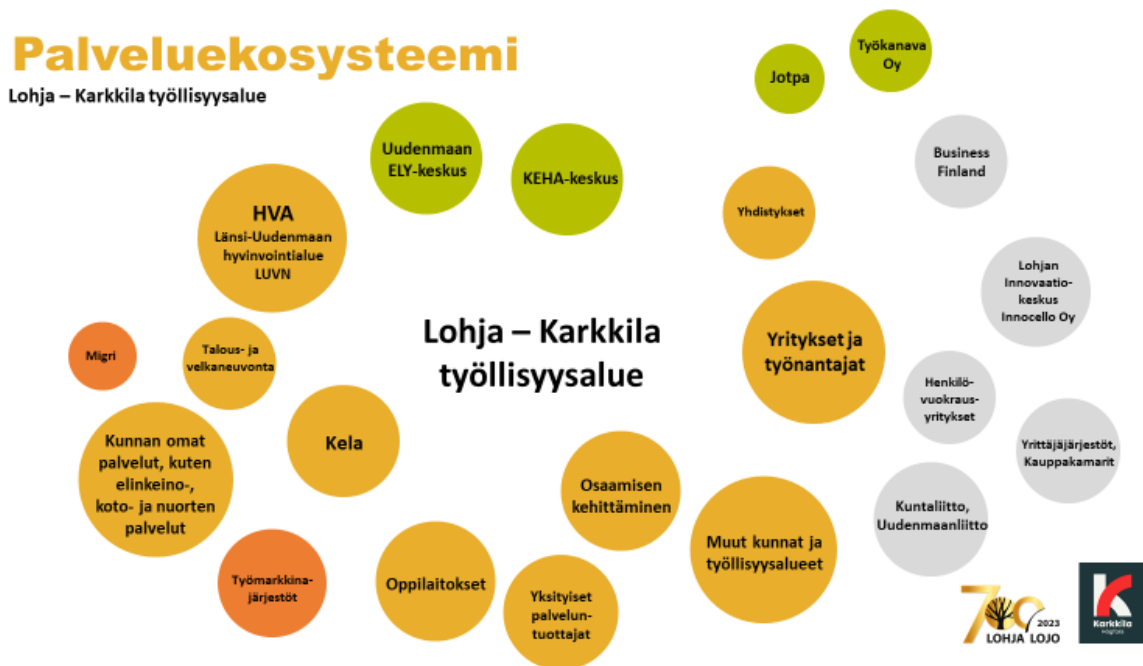 Palveluekosysteemi
Lohja – Karkkila työllisyysalue
Työkanava
Oy
Jotpa
Uudenmaan
ELY-keskus
KEHA-keskus
Business
Finland
HVA
Länsi-Uudenmaan
hyvinvointialue
LUVN
Yhdistykset
Lohjan
Innovaatio-
keskus
Innocello Oy
Lohja – Karkkila
työllisyysalue
Yritykset ja
työnantajat
Migri
Talous- ja
velkaneuvonta
Henkilö-
vuokraus-
yritykset
Kela
Kunnan omat
palvelut, kuten
elinkeino-,
koto- ja nuorten
palvelut
Yrittäjäjärjestöt,
Kauppakamarit
Osaamisen
kehittäminen
Kuntaliitto,
Uudenmaanliitto
Muut kunnat ja
työllisyysalueet
Työmarkkina-
järjestöt
Oppilaitokset
Yksityiset
palvelun-
tuottajat
700 2023
LOHJA LOJO
Karkkila